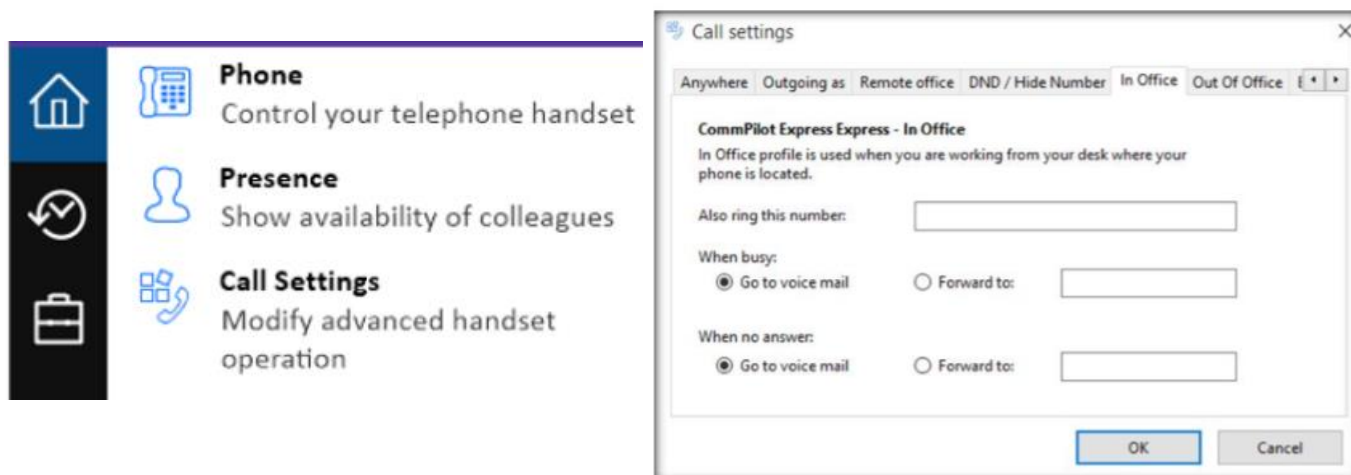 Phone
Control your telephone handset
Presence
Show availability of colleagues
Call Settings
Modify advanced handset
operation
Call settings
Anywhere Outgoing as Remote office DND / Hide Number In Office Out Of Office
CommPilot Express Express - In Office
In Office profile is used when you are working from your desk where your
phone is located.
Also ring this number:
When busy:
Go to voice mail Forward to:
When no answer:
Go to voice mail Forward to:
OK Cancel